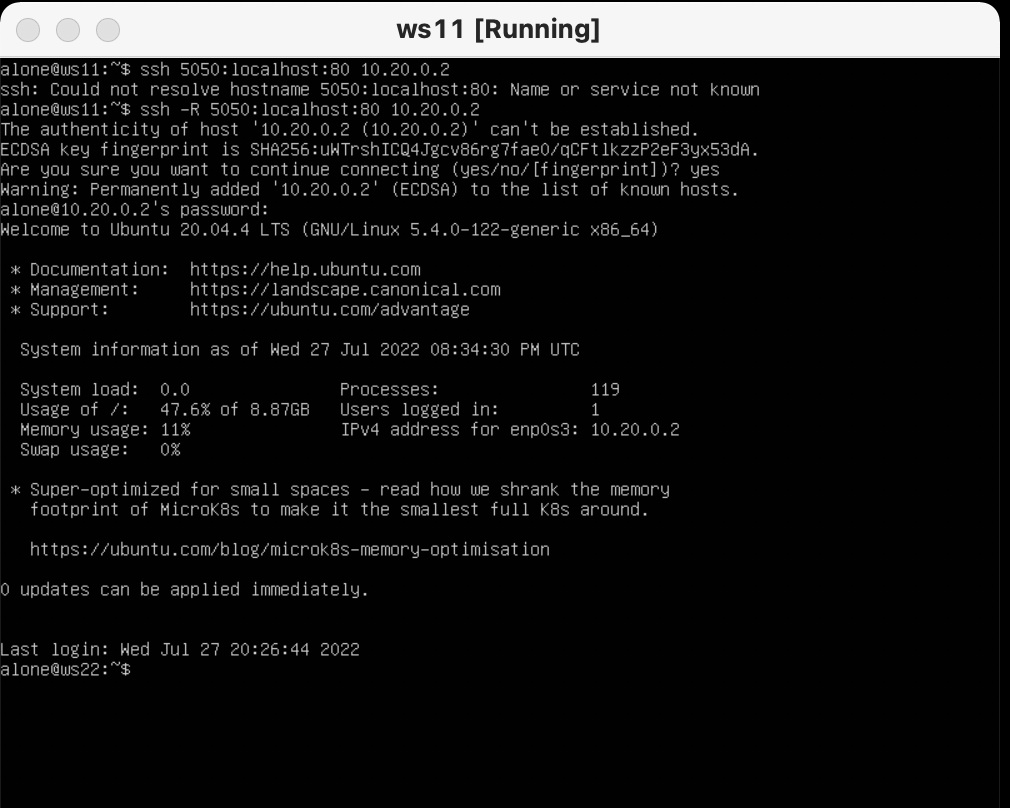 ws11 [Running]
alone@ws11:~$ ssh 5050:localhost:80 10.20.0.2
ssh: Could not resolve hostname 5050:localhost:80: Name or service not known
alone@ws11:~$ ssh -R 5050:localhost:80 10.20.0.2
The authenticity of host '10.20.0.2 (10.20.0.2)' can't be established.
ECDSA key fingerprint is SHA256:uWTrshICQ4Jgcv86rg7fae0/qCFtlkzzP2eF3yx53dA.
Are you sure you want to continue connecting (yes/no/[fingerprint])? yes
Warning: Permanently added '10.20.0.2' (ECDSA) to the list of known hosts.
alone@10.20.0.2's password:
Welcome to Ubuntu 20.04.4 LTS (GNU/Linux 5.4.0-122-generic x86_64)
* Documentation:  https://help.ubuntu.com
* Management:     https://landscape.canonical.com
* Support:        https://ubuntu.com/advantage
System information as of Wed 27 Jul 2022 08:34:30 PM UTC
System load:  0.0               Processes:               119
Usage of /:   47.6% of 8.87GB   Users logged in:         1
Memory usage: 11%               IPv4 address for enp0s3: 10.20.0.2
Swap usage:   0%
* Super-optimized for small spaces - read how we shrank the memory
footprint of MicroK8s to make it the smallest full K8s around.
https://ubuntu.com/blog/microk8s-memory-optimisation
0 updates can be applied immediately.
Last login: Wed Jul 27 20:26:44 2022
alone@ws22:~$